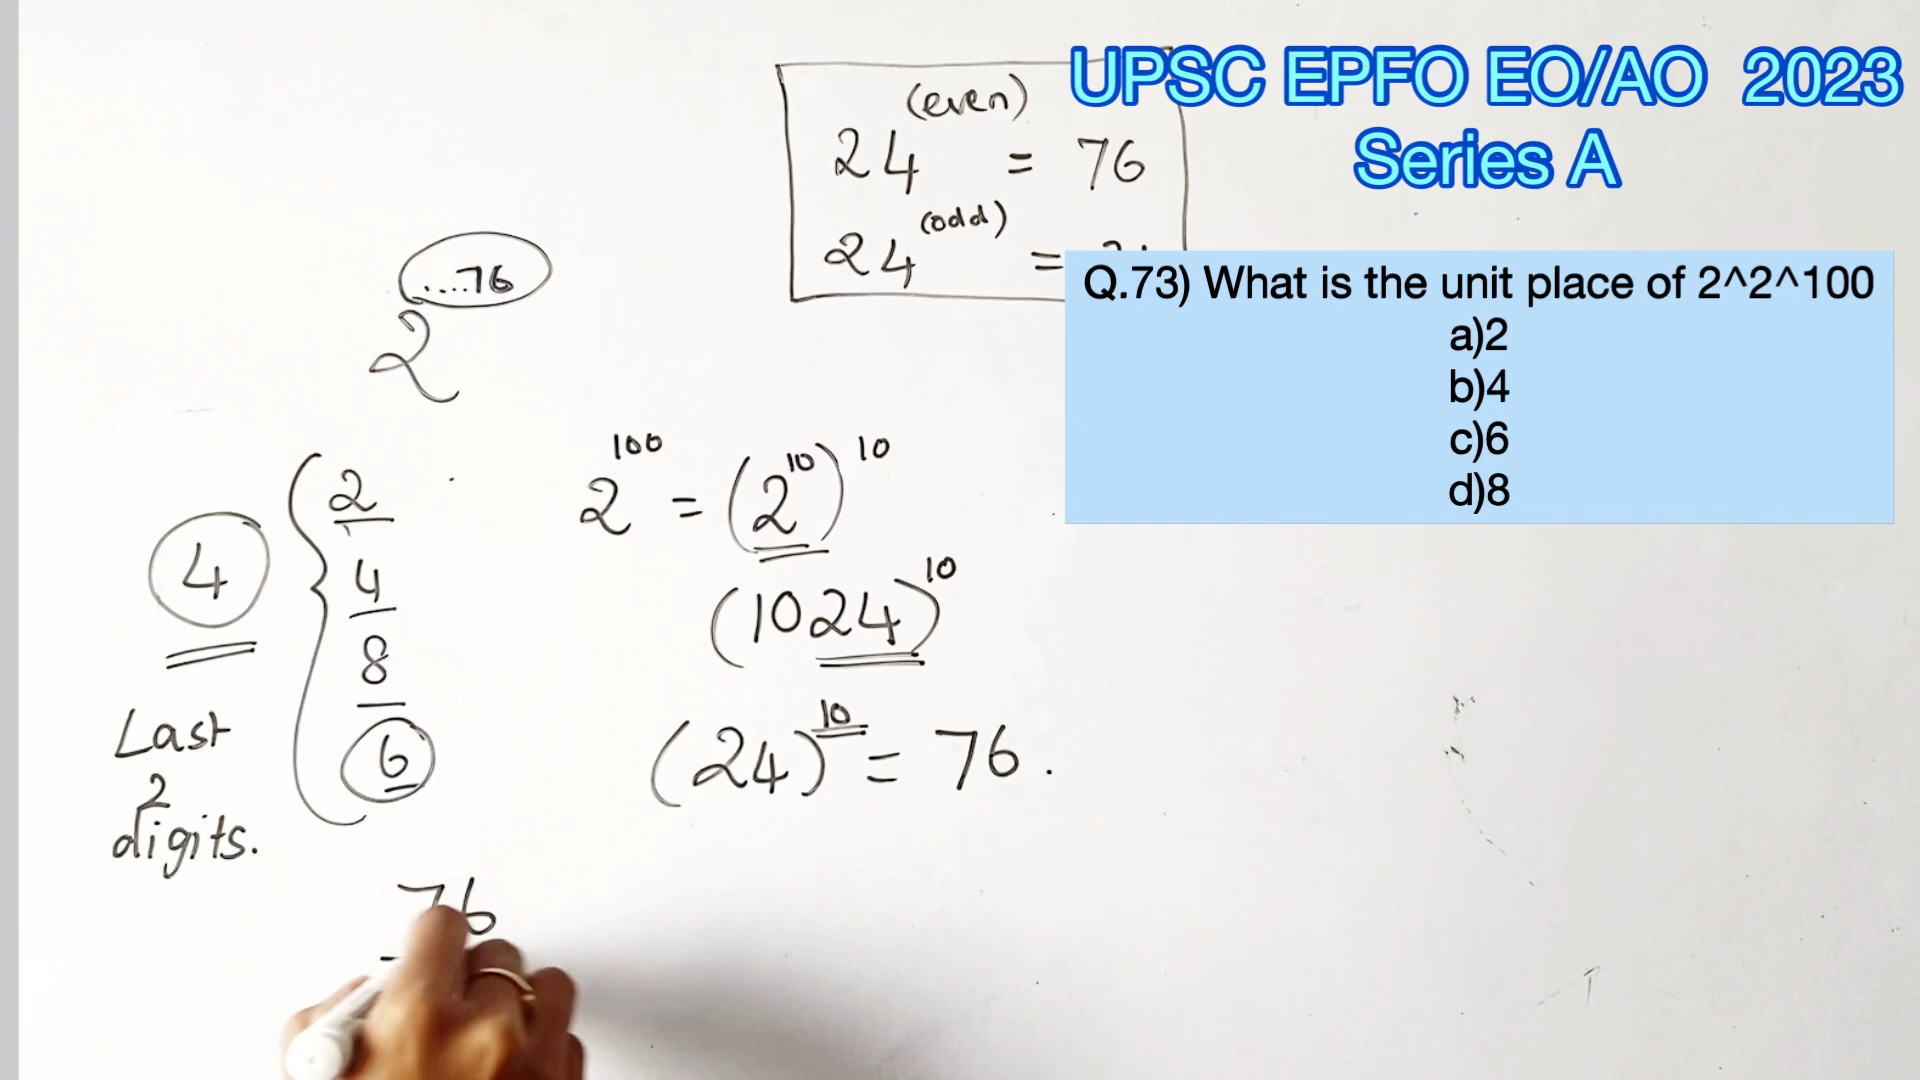 UPSC EPFO EO/AO 2023
Series A
(even)
24 = 76
(odd)
24 =
Q.73) What is the unit place of 2^2^100
a)2
b)4
c)6
d)8
....76
2
100
2 = (2^10)^10
(1024)^10
(24)^10 = 76.
4
2
4
8
6
Last
2
digits.
76